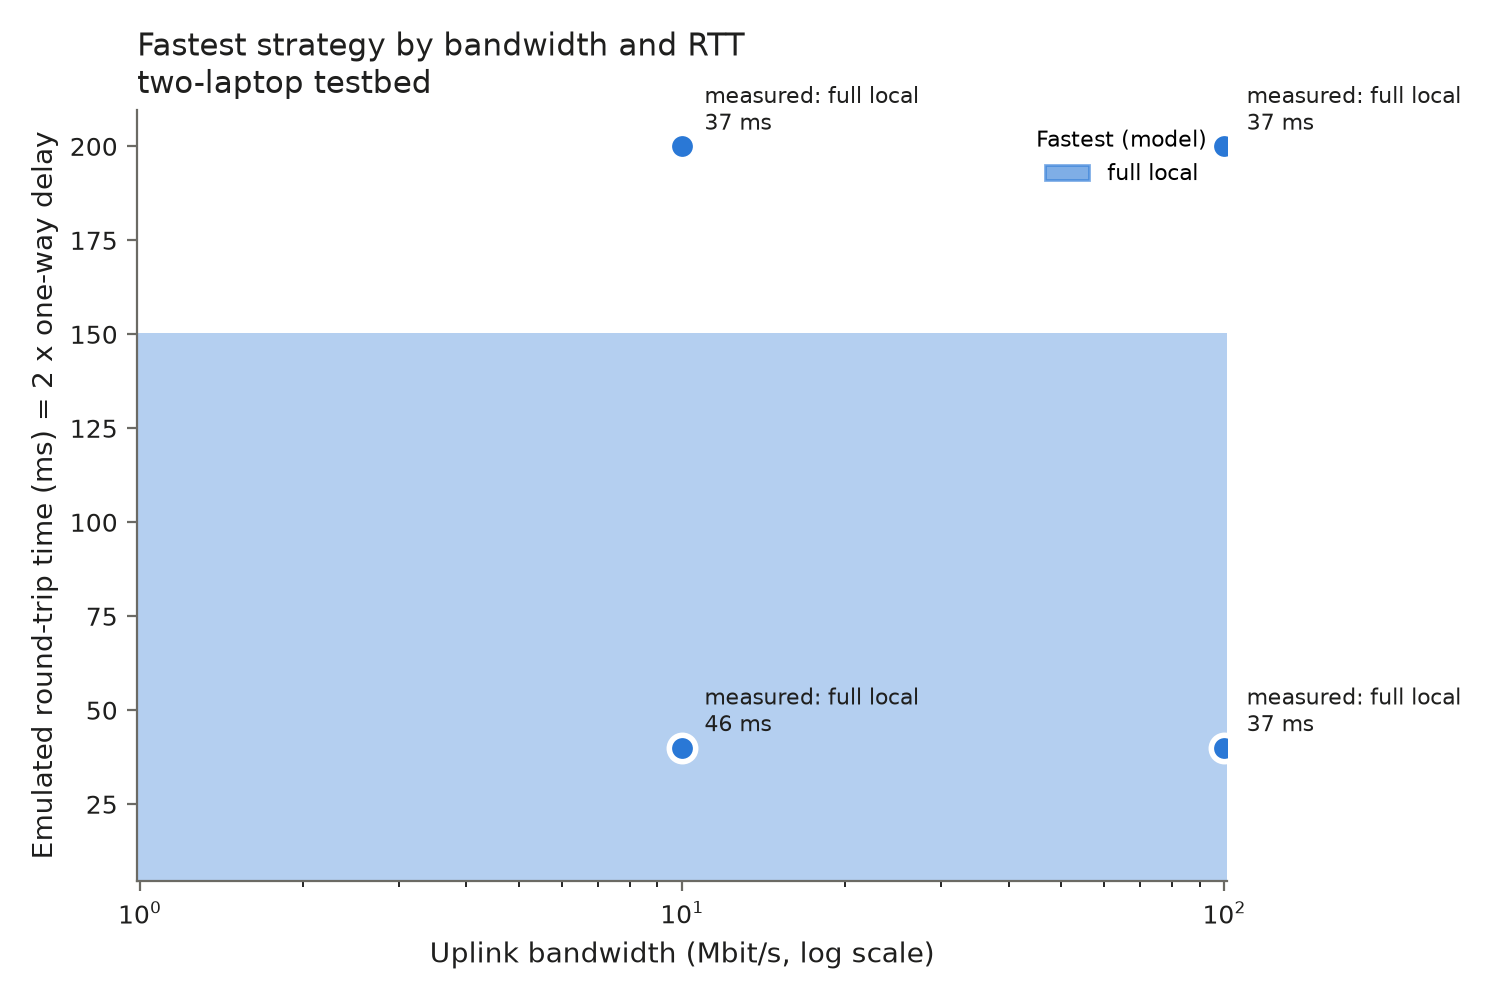 Fastest strategy by bandwidth and RTT
two-laptop testbed
measured: full local
37 ms
measured: full local
37 ms
Fastest (model)
full local
Emulated round-trip time (ms) = 2 x one-way delay
200
175
150
125
100
75
50
25
measured: full local
46 ms
measured: full local
37 ms
10⁰
10¹
10²
Uplink bandwidth (Mbit/s, log scale)